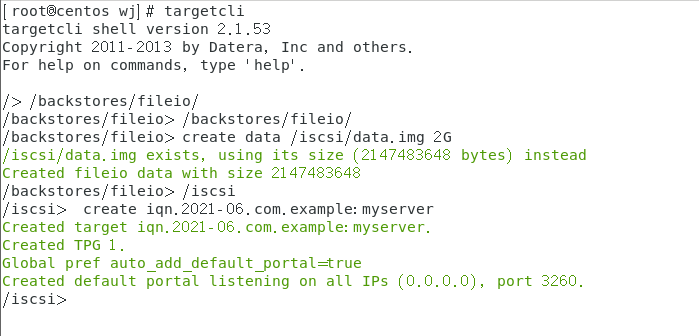 [root@centos wj]# targetcli
targetcli shell version 2.1.53
Copyright 2011-2013 by Datera, Inc and others.
For help on commands, type 'help'.
/> /backstores/fileio/
/backstores/fileio> /backstores/fileio/
/backstores/fileio> create data /iscsi/data.img 2G
/iscsi/data.img exists, using its size (2147483648 bytes) instead
Created fileio data with size 2147483648
/backstores/fileio> /iscsi
/iscsi>  create iqn.2021-06.com.example:myserver
Created target iqn.2021-06.com.example:myserver.
Created TPG 1.
Global pref auto_add_default_portal=true
Created default portal listening on all IPs (0.0.0.0), port 3260.
/iscsi>